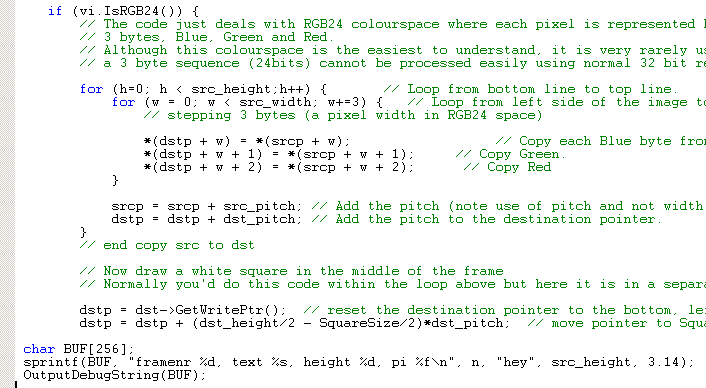 if (vi.IsRGB24()) {
// The code just deals with RGB24 colourspace where each pixel is represented
// 3 bytes, Blue, Green and Red.
// Although this colourspace is the easiest to understand, it is very rarely
// a 3 byte sequence (24bits) cannot be processed easily using normal 32 bit
for (h=0; h < src_height;h++) { // Loop from bottom line to top line.
for (w = 0; w < src_width; w+=3) { // Loop from left side of the image
// stepping 3 bytes (a pixel width in RGB24 space)
*(dstp + w) = *(srcp + w); // Copy each Blue byte
*(dstp + w + 1) = *(srcp + w + 1); // Copy Green.
*(dstp + w + 2) = *(srcp + w + 2); // Copy Red
}
srcp = srcp + src_pitch; // Add the pitch (note use of pitch and not width
dstp = dstp + dst_pitch; // Add the pitch to the destination pointer.
}
// end copy src to dst
// Now draw a white square in the middle of the frame
// Normally you'd do this code within the loop above but here it is in a
dstp = dst->GetWritePtr(); // reset the destination pointer to the bottom,
dstp = dstp + (dst_height/2 - SquareSize/2)*dst_pitch; // move pointer to
char BUF[256];
sprintf(BUF, "framenr %d, text %s, height %d, pi %f\n", n, "hey", src_height, 3.14);
OutputDebugString(BUF);